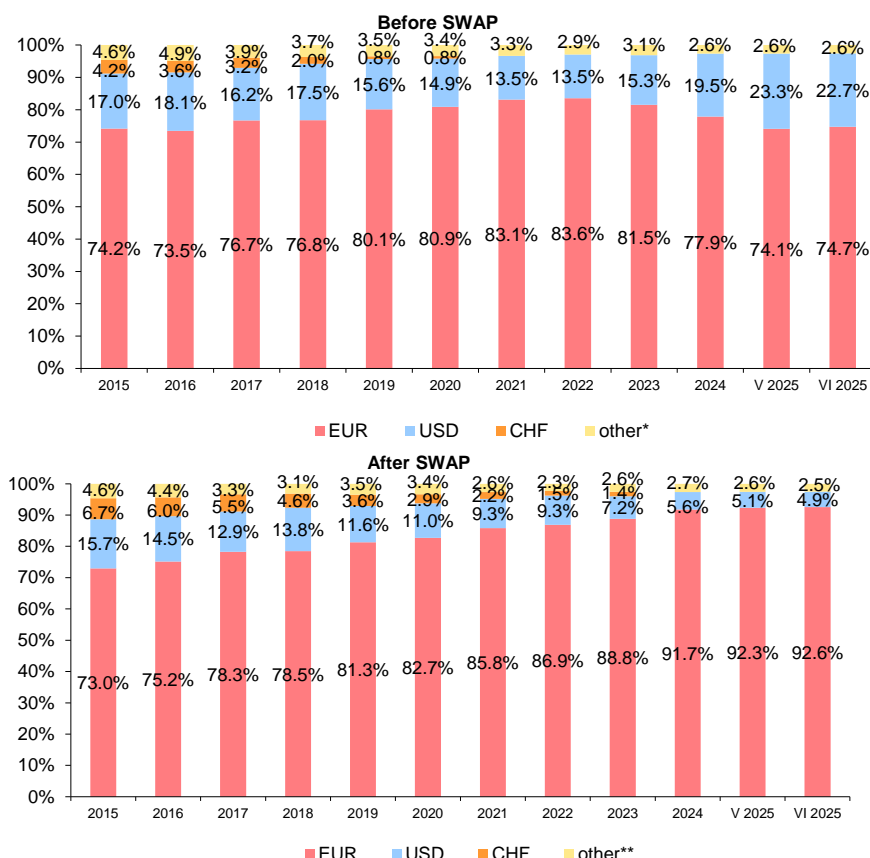 Before SWAP
100%
90%
80%
70%
60%
50%
40%
30%
20%
10%
0%
4.6% 4.9% 3.9% 3.7% 3.5% 3.4% 3.3% 2.9% 3.1% 2.6% 2.6% 2.6%
4.2% 3.6% 3.2% 2.0% 0.8% 0.8%
17.0% 18.1% 16.2% 17.5% 15.6% 14.9% 13.5% 13.5% 15.3% 19.5% 23.3% 22.7%
74.2% 73.5% 76.7% 76.8% 80.1% 80.9% 83.1% 83.6% 81.5% 77.9% 74.1% 74.7%
2015 2016 2017 2018 2019 2020 2021 2022 2023 2024 V 2025 VI 2025
EUR USD CHF other*
After SWAP
100%
90%
80%
70%
60%
50%
40%
30%
20%
10%
0%
4.6% 4.4% 3.3% 3.1% 3.5% 3.4% 2.6% 2.3% 2.6% 2.7% 2.6% 2.5%
6.7% 6.0% 5.5% 4.6% 3.6% 2.9% 2.2% 1.5% 1.4%
15.7% 14.5% 12.9% 13.8% 11.6% 11.0% 9.3% 9.3% 7.2% 5.6% 5.1% 4.9%
73.0% 75.2% 78.3% 78.5% 81.3% 82.7% 85.8% 86.9% 88.8% 91.7% 92.3% 92.6%
2015 2016 2017 2018 2019 2020 2021 2022 2023 2024 V 2025 VI 2025
EUR USD CHF other**